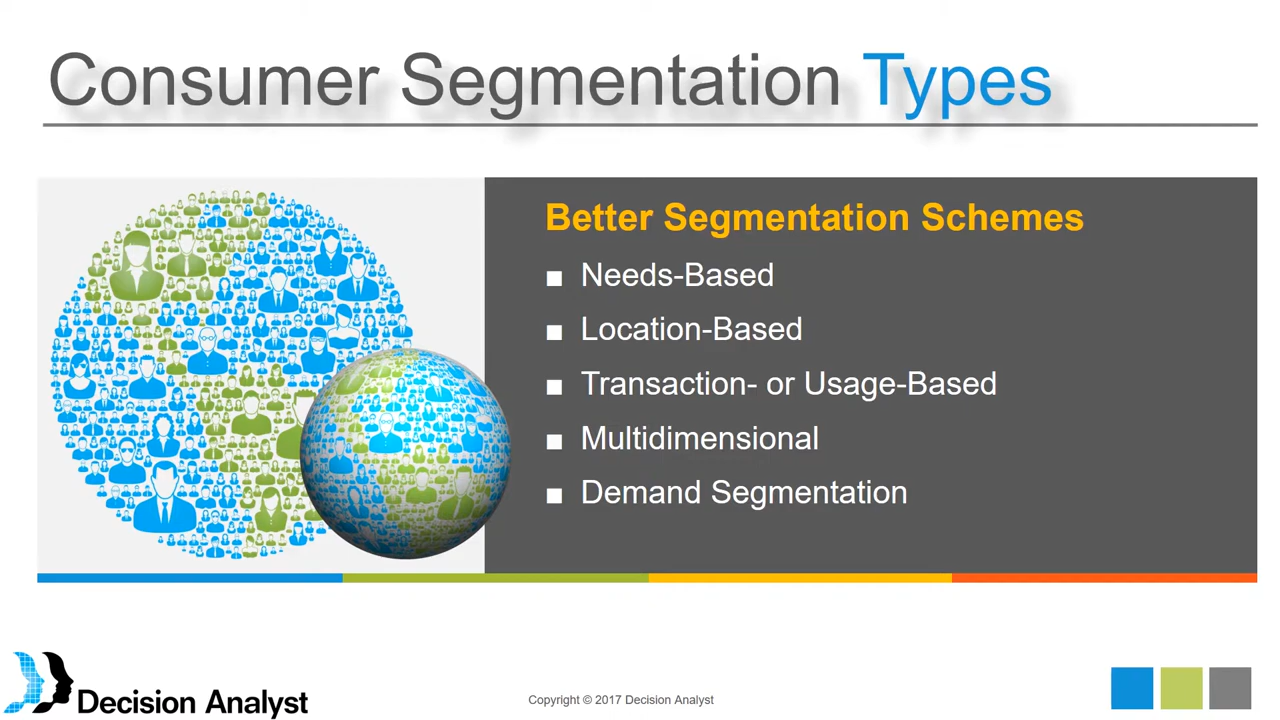 Consumer Segmentation Types
Better Segmentation Schemes
■ Needs-Based
■ Location-Based
■ Transaction- or Usage-Based
■ Multidimensional
■ Demand Segmentation
Decision Analyst
Copyright © 2017 Decision Analyst